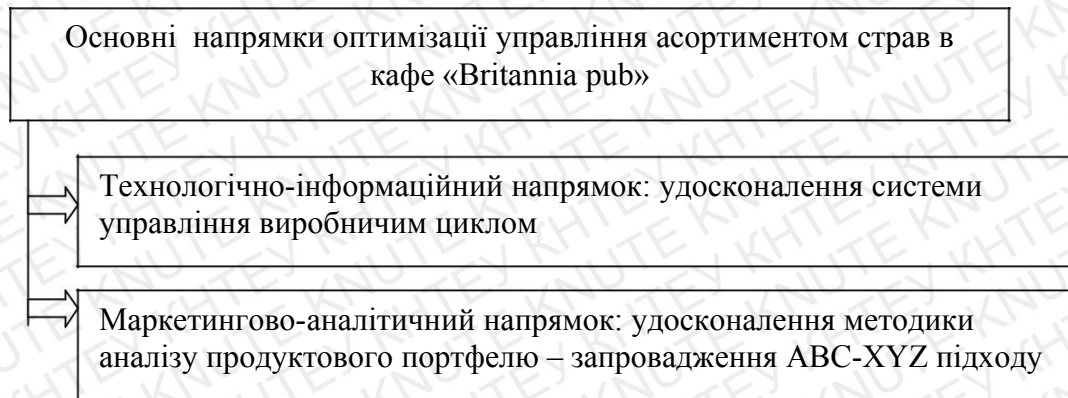 Основні напрямки оптимізації управління асортиментом страв в
кафе «Britannia pub»
Технологічно-інформаційний напрямок: удосконалення системи
управління виробничим циклом
Маркетингово-аналітичний напрямок: удосконалення методики
аналізу продуктового портфелю – запровадження ABC-XYZ підходу